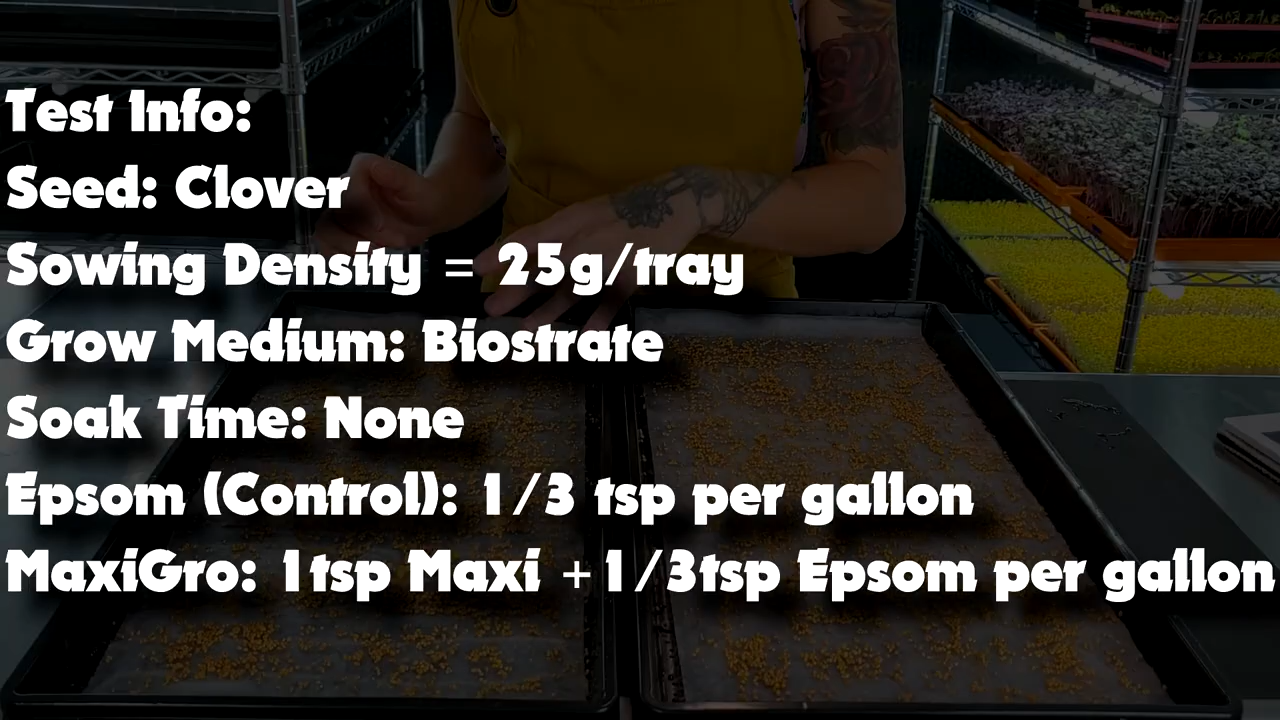 Test Info:
Seed: Clover
Sowing Density = 25g/tray
Grow Medium: Biostrate
Soak Time: None
Epsom (Control): 1/3 tsp per gallon
MaxiGro: 1tsp Maxi +1/3tsp Epsom per gallon